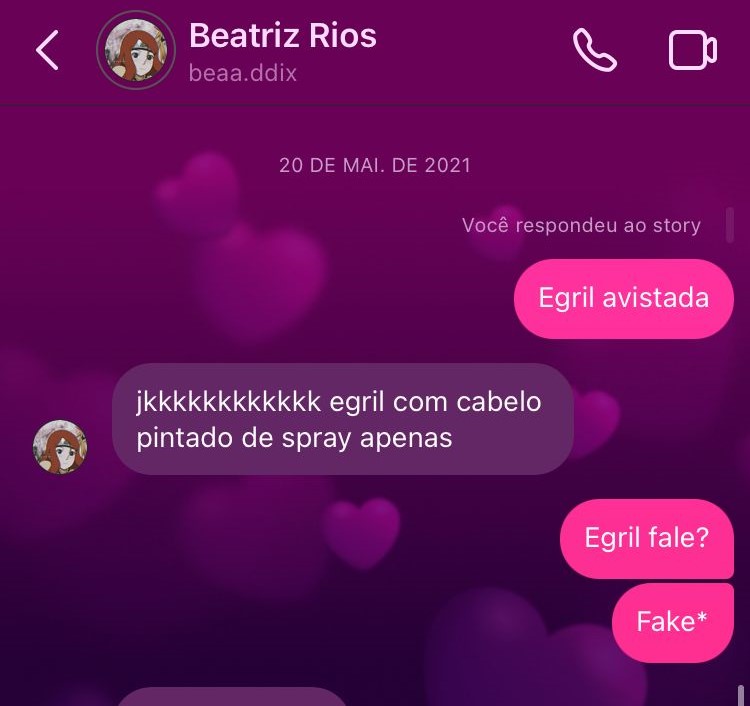 Beatriz Rios
beaa.ddix
20 DE MAI. DE 2021
Você respondeu ao story
Egril avistada
jkkkkkkkkkkkk egril com cabelo
pintado de spray apenas
Egril fale?
Fake*